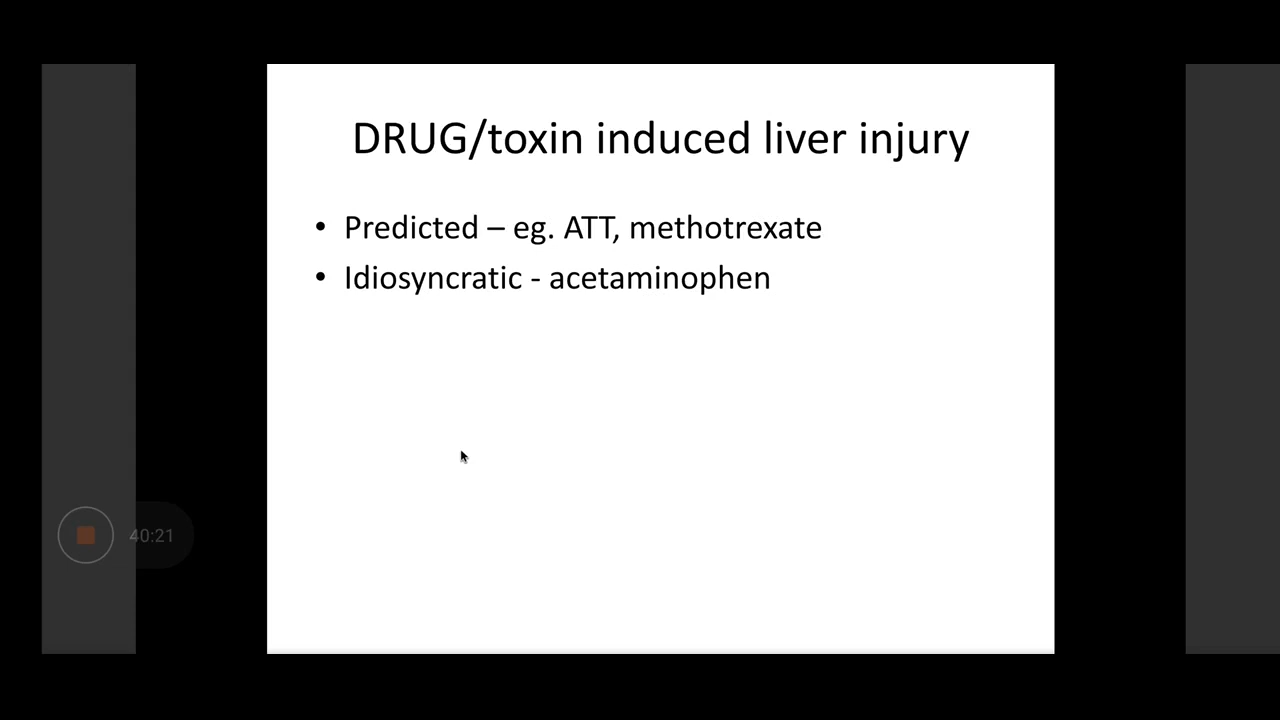 DRUG/toxin induced liver injury
• Predicted – eg. ATT, methotrexate
• Idiosyncratic - acetaminophen
40:21